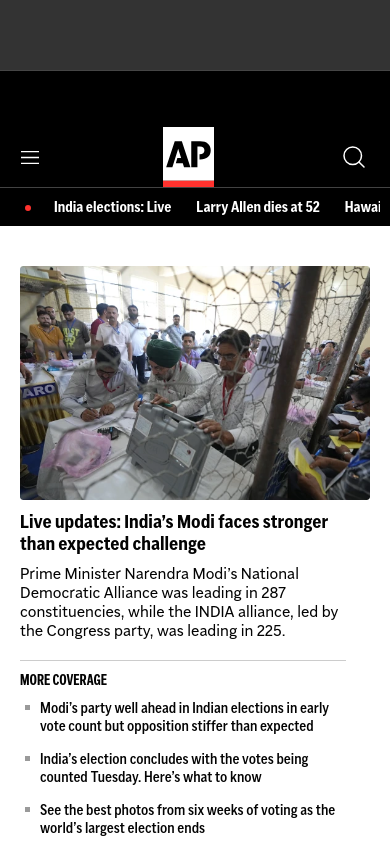 AP
India elections: Live Larry Allen dies at 52 Hawai
ARO
Live updates: India’s Modi faces stronger
than expected challenge
Prime Minister Narendra Modi’s National
Democratic Alliance was leading in 287
constituencies, while the INDIA alliance, led by
the Congress party, was leading in 225.
MORE COVERAGE
Modi’s party well ahead in Indian elections in early
vote count but opposition stiffer than expected
India’s election concludes with the votes being
counted Tuesday. Here’s what to know
See the best photos from six weeks of voting as the
world’s largest election ends